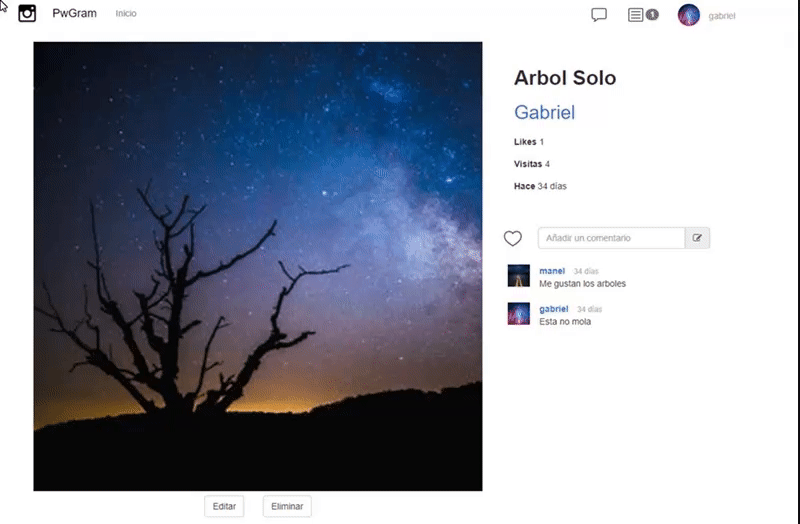 PwGram Inicio 1 gabriel
Arbol Solo
Gabriel
Likes 1
Visitas 4
Hace 34 días
Añadir un comentario
manel 34 días
Me gustan los arboles
gabriel 34 días
Esta no mola
Editar Eliminar